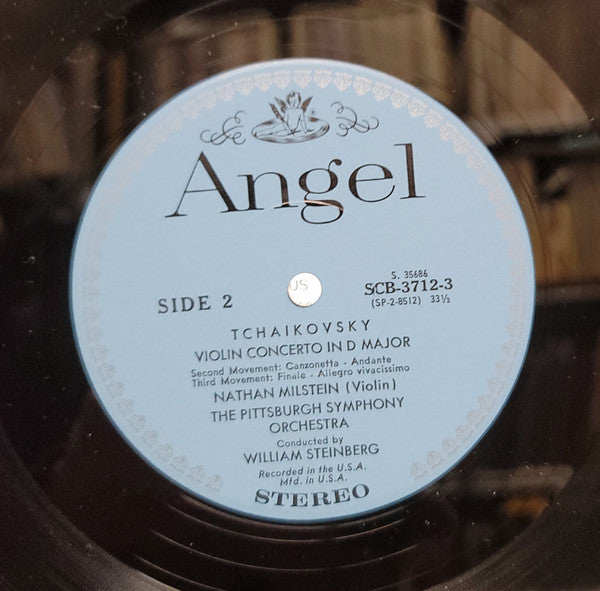 Angel
SIDE 2
US
S. 35686
SCB-3712-3
(SP-2-8512) 33⅓
TCHAIKOVSKY
VIOLIN CONCERTO IN D MAJOR
Second Movement: Canzonetta - Andante
Third Movement: Finale - Allegro vivacissimo
NATHAN MILSTEIN (Violin)
THE PITTSBURGH SYMPHONY
ORCHESTRA
Conducted by
WILLIAM STEINBERG
Recorded in the U.S.A.
Mfd. in U.S.A.
STEREO